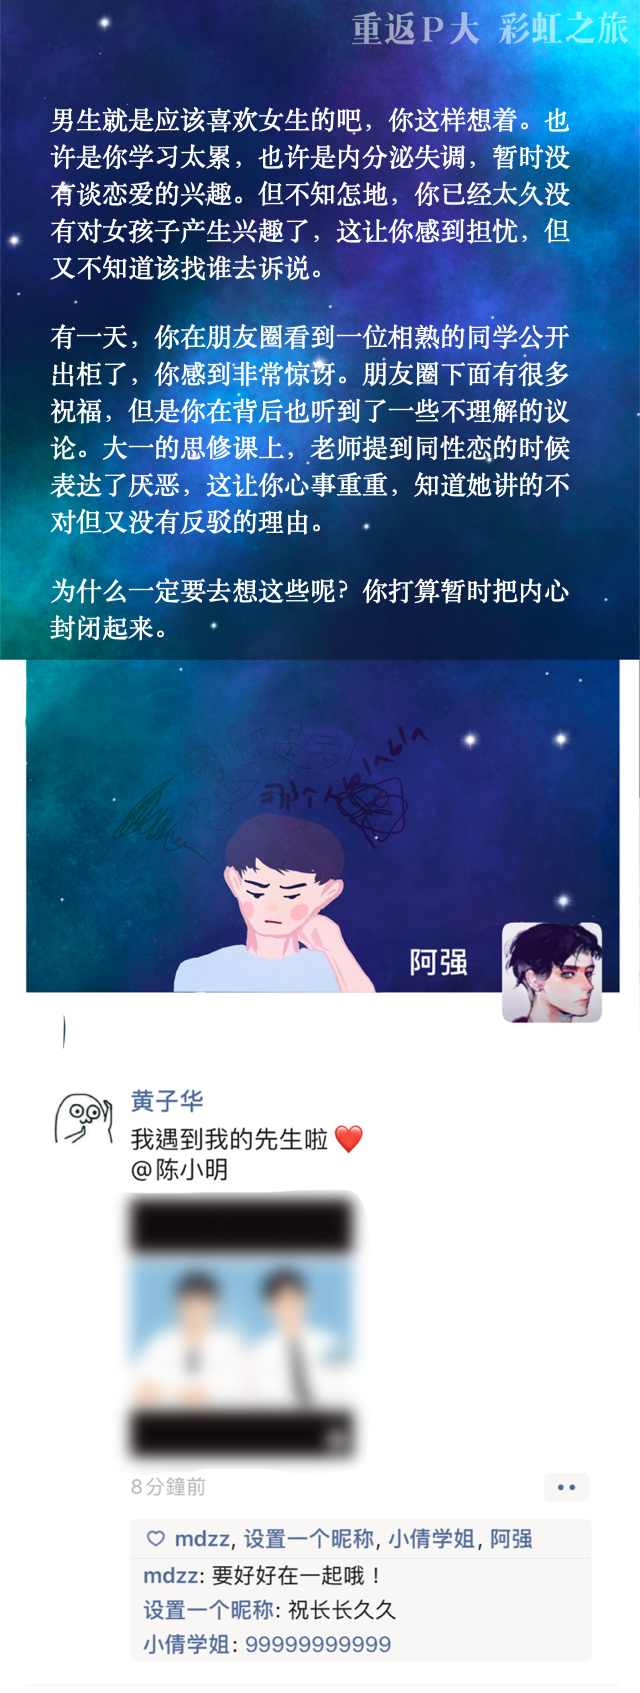 重返P大 彩虹之旅
男生就是应该喜欢女生的吧，你这样想着。也
许是你学习太累，也许是内分泌失调，暂时没
有谈恋爱的兴趣。但不知怎地，你已经太久没
有对女孩子产生兴趣了，这让你感到担忧，但
又不知道该找谁去诉说。
有一天，你在朋友圈看到一位相熟的同学公开
出柜了，你感到非常惊讶。朋友圈下面有很多
祝福，但是你在背后也听到了一些不理解的议
论。大一的思修课上，老师提到同性恋的时候
表达了厌恶，这让你心事重重，知道她讲的不
对但又没有反驳的理由。
为什么一定要去想这些呢？你打算暂时把内心
封闭起来。
那个人blabla
阿强
黄子华
我遇到我的先生啦 ❤️
@陈小明
8分鐘前
♡ mdzz, 设置一个昵称, 小倩学姐, 阿强
mdzz: 要好好在一起哦！
设置一个昵称: 祝长长久久
小倩学姐: 99999999999